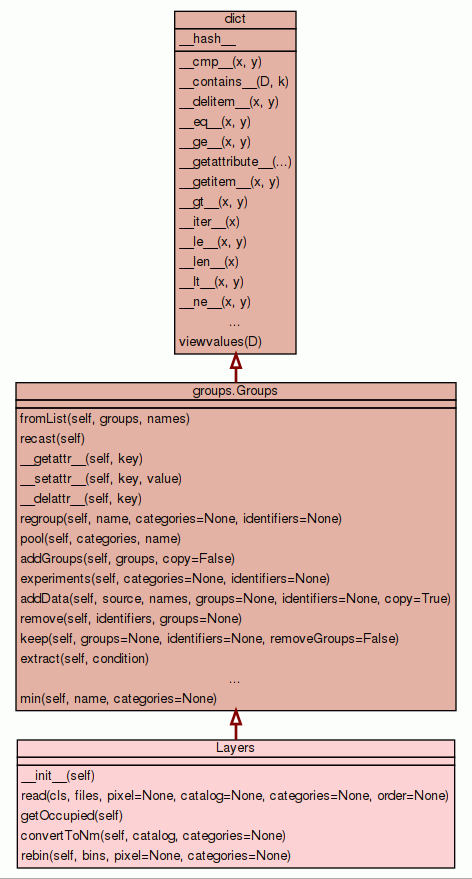 dict
__hash__
__cmp__(x, y)
__contains__(D, k)
__delitem__(x, y)
__eq__(x, y)
__ge__(x, y)
__getattribute__(...)
__getitem__(x, y)
__gt__(x, y)
__iter__(x)
__le__(x, y)
__len__(x)
__lt__(x, y)
__ne__(x, y)
...
viewvalues(D)
groups.Groups
fromList(self, groups, names)
recast(self)
__getattr__(self, key)
__setattr__(self, key, value)
__delattr__(self, key)
regroup(self, name, categories=None, identifiers=None)
pool(self, categories, name)
addGroups(self, groups, copy=False)
experiments(self, categories=None, identifiers=None)
addData(self, source, names, groups=None, identifiers=None, copy=True)
remove(self, identifiers, groups=None)
keep(self, groups=None, identifiers=None, removeGroups=False)
extract(self, condition)
...
min(self, name, categories=None)
Layers
__init__(self)
read(cls, files, pixel=None, catalog=None, categories=None, order=None)
getOccupied(self)
convertToNm(self, catalog, categories=None)
rebin(self, bins, pixel=None, categories=None)